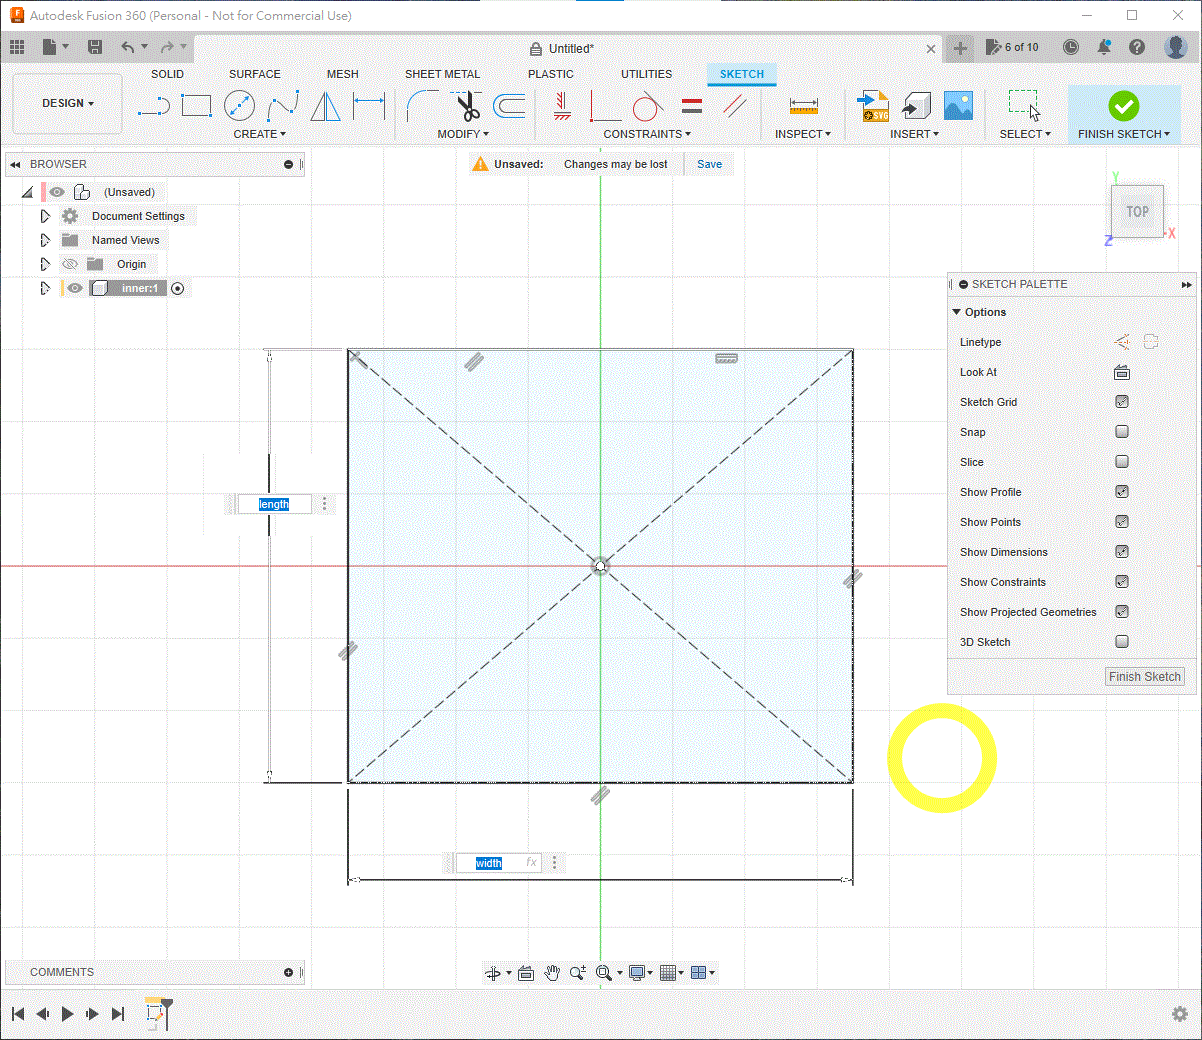 Autodesk Fusion 360 (Personal - Not for Commercial Use)
Untitled*
6 of 10
SOLID SURFACE MESH SHEET METAL PLASTIC UTILITIES SKETCH
DESIGN
SVG
CREATE MODIFY CONSTRAINTS INSPECT INSERT SELECT FINISH SKETCH
BROWSER
Unsaved: Changes may be lost Save
(Unsaved)
Document Settings
Named Views
Origin
inner:1
Y
TOP
X
Z
SKETCH PALETTE
Options
Linetype
Look At
Sketch Grid
Snap
Slice
Show Profile
Show Points
Show Dimensions
Show Constraints
Show Projected Geometries
3D Sketch
Finish Sketch
length
width fx
COMMENTS